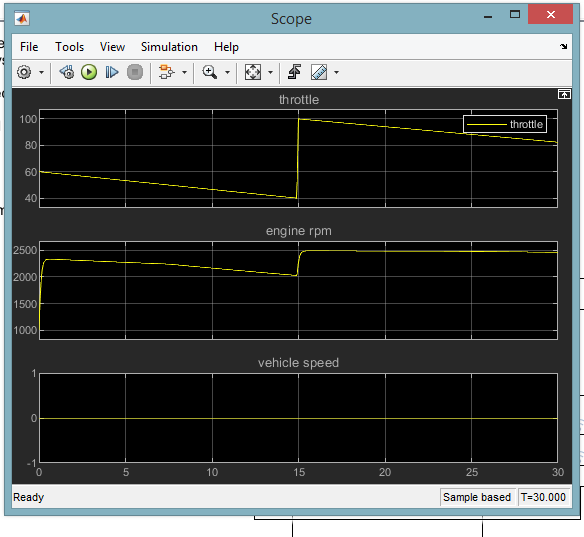 Scope
File Tools View Simulation Help
throttle
throttle
100
80
60
40
engine rpm
2500
2000
1500
1000
vehicle speed
1
0
-1
0 5 10 15 20 25 30
Ready Sample based T=30.000